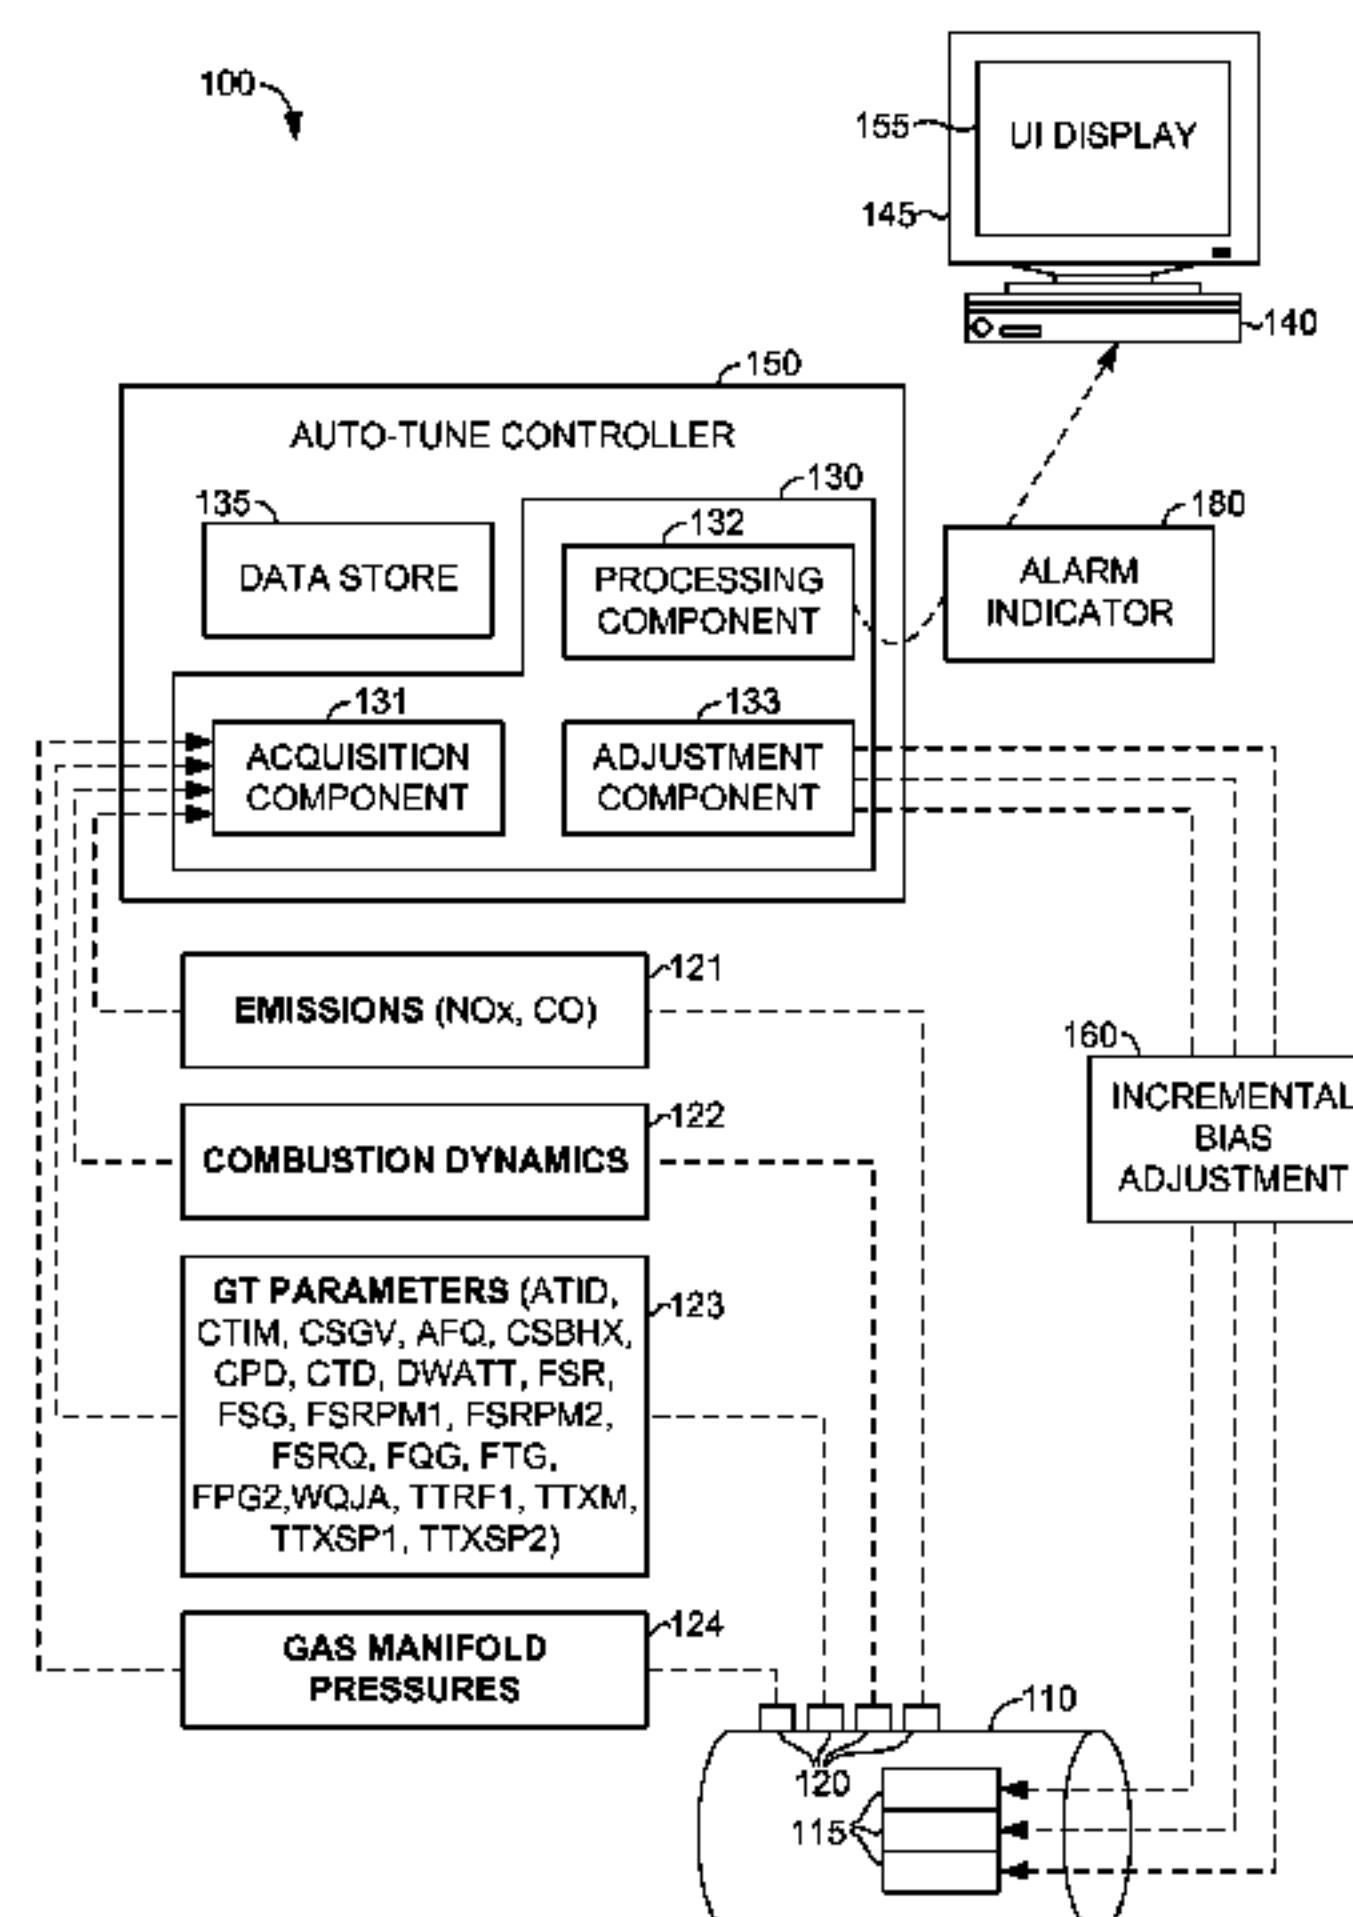 100
155
UI DISPLAY
145
140
150
AUTO-TUNE CONTROLLER
130
135
DATA STORE
132
PROCESSING
COMPONENT
180
ALARM
INDICATOR
131
ACQUISITION
COMPONENT
133
ADJUSTMENT
COMPONENT
121
EMISSIONS (NOx, CO)
160
INCREMENTAL
BIAS
ADJUSTMENT
122
COMBUSTION DYNAMICS
123
GT PARAMETERS (ATID,
CTIM, CSGV, AFQ, CSBHX,
CPD, CTD, DWATT, FSR,
FSG, FSRPM1, FSRPM2,
FSRQ, FQG, FTG,
FPG2,WQJA, TTRF1, TTXM,
TTXSP1, TTXSP2)
124
GAS MANIFOLD
PRESSURES
110
120
115